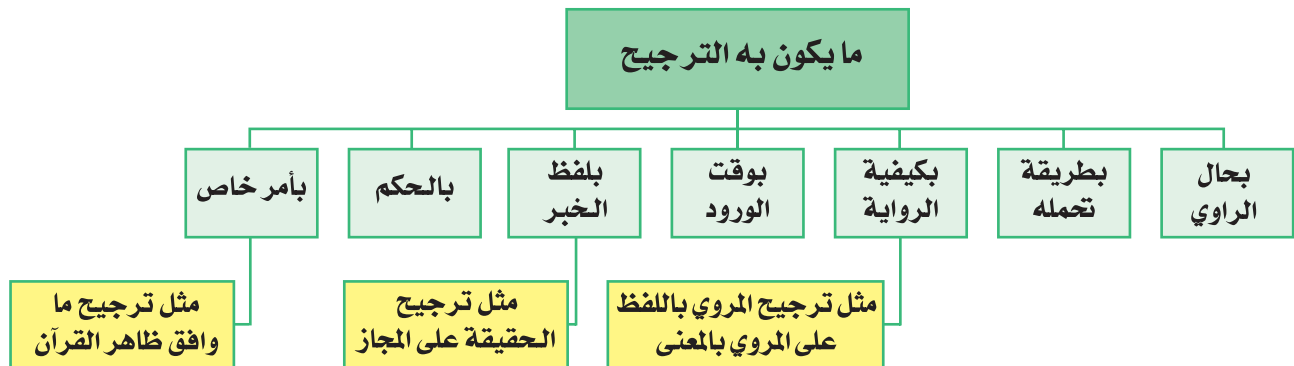 ما يكون به الترجيح
بحال
الراوي
بطريقة
تحمله
بكيفية
الرواية
بوقت
الورود
بلفظ
الخبر
بالحكم
بأمر خاص
مثل ترجيح المروي باللفظ
على المروي بالمعنى
مثل ترجيح
الحقيقة على المجاز
مثل ترجيح ما
وافق ظاهر القرآن